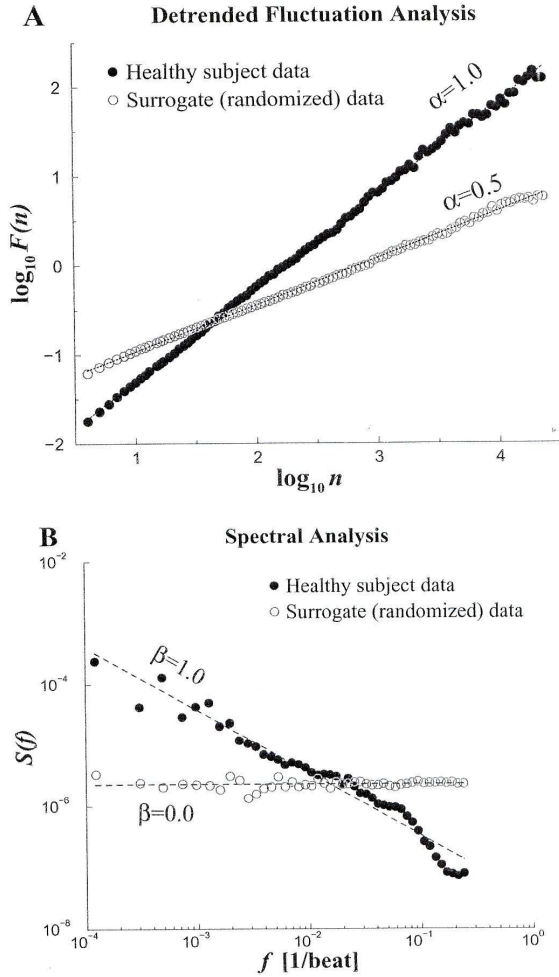 A
Detrended Fluctuation Analysis
● Healthy subject data
○ Surrogate (randomized) data
α=1.0
α=0.5
2
1
0
−1
−2
log₁₀ F(n)
1
2
3
4
log₁₀ n
B
Spectral Analysis
● Healthy subject data
○ Surrogate (randomized) data
β=1.0
β=0.0
10⁻²
10⁻⁴
10⁻⁶
10⁻⁸
S(f)
10⁻⁴
10⁻³
10⁻²
10⁻¹
10⁰
f [1/beat]